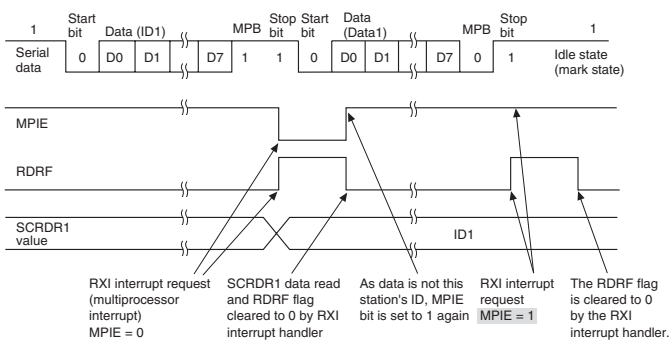 1 Start bit Data (ID1) MPB Stop bit Start bit Data (Data1) MPB Stop bit 1
Serial data 0 D0 D1 D7 1 1 0 D0 D1 D7 0 1 Idle state (mark state)
MPIE
RDRF
SCRDR1 value
ID1
RXI interrupt request
(multiprocessor
interrupt)
MPIE = 0
SCRDR1 data read
and RDRF flag
cleared to 0 by RXI
interrupt handler
As data is not this
station's ID, MPIE
bit is set to 1 again
RXI interrupt
request
MPIE = 1
The RDRF flag
is cleared to 0
by the RXI
interrupt handler.